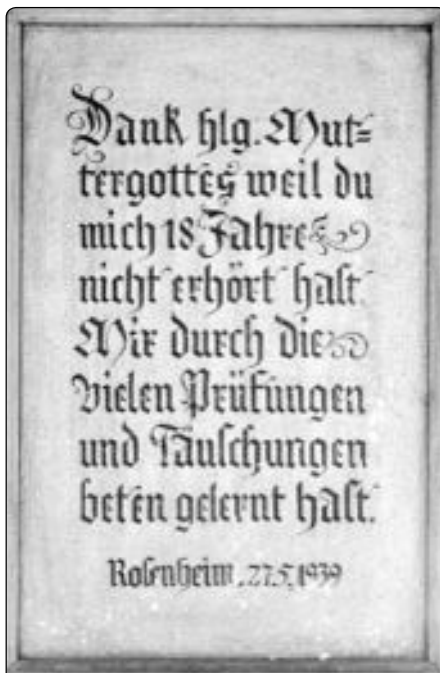 Dank hlg. Mut=
tergottes weil du
mich 18 Jahre
nicht erhört hast.
Mir durch die
vielen Prüfungen
und Täuschungen
beten gelernt hast.
Rosenheim, 27.5.1939